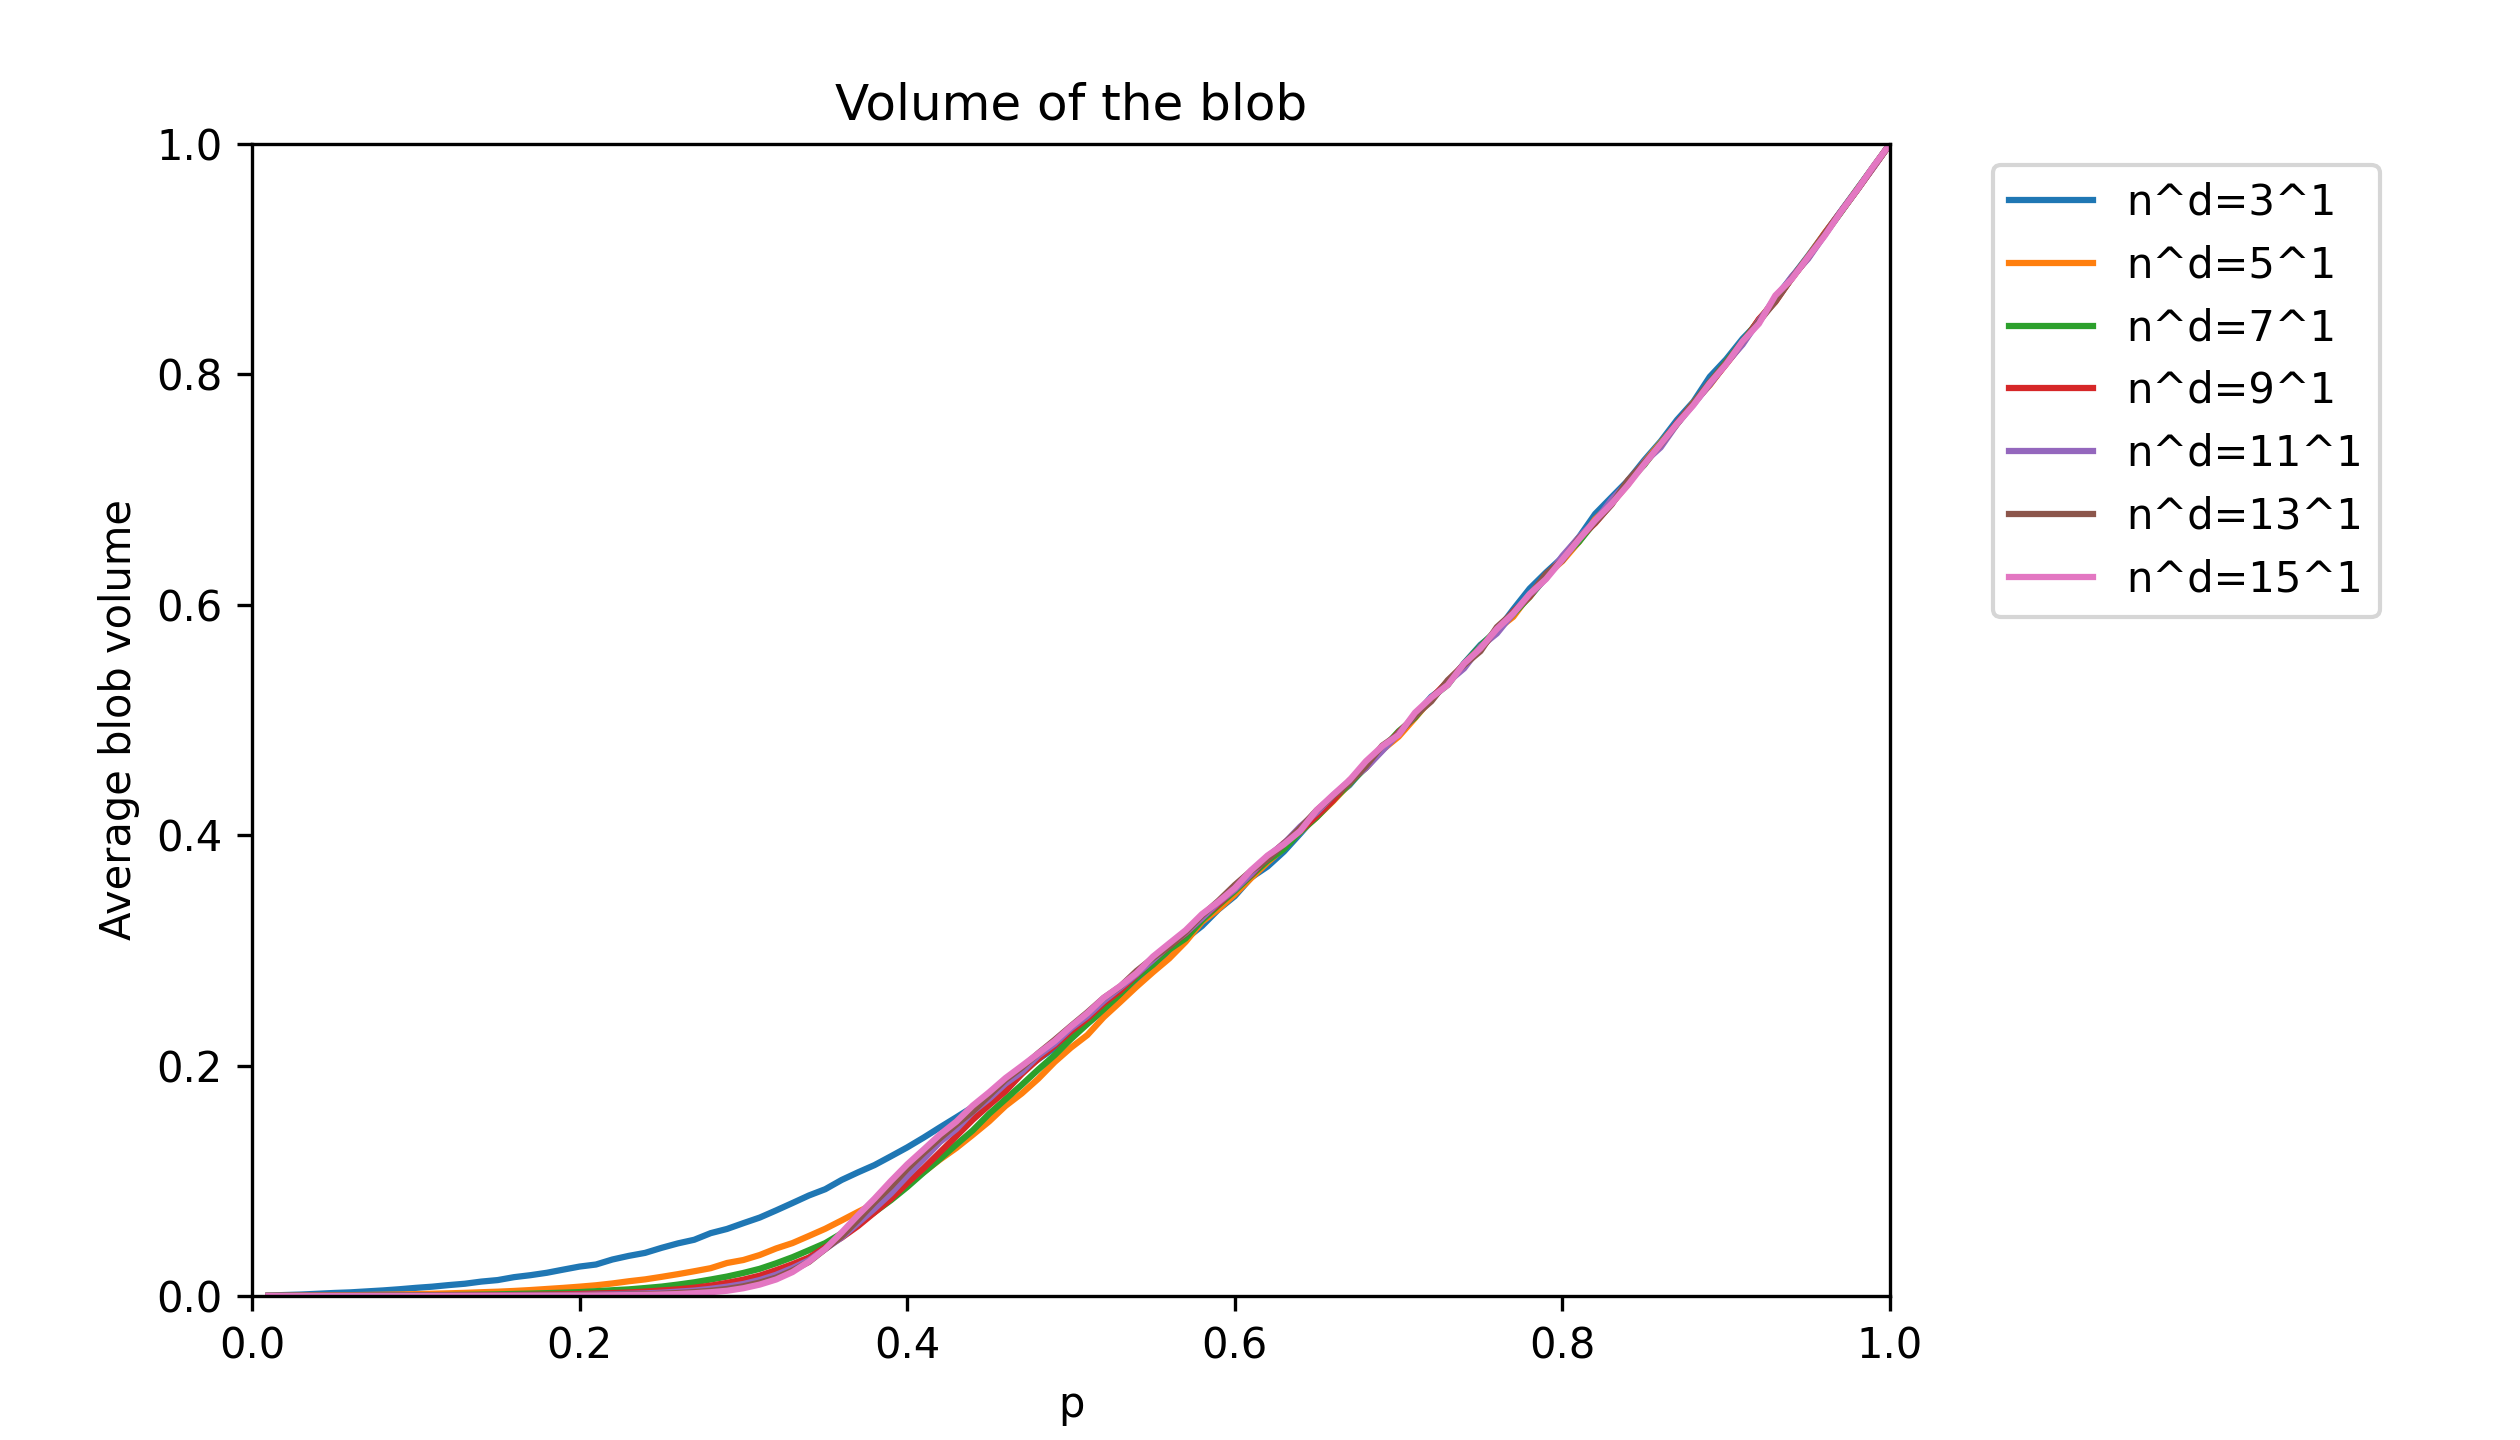 Volume of the blob
1.0
0.8
0.6
0.4
0.2
0.0
Average blob volume
0.0 0.2 0.4 0.6 0.8 1.0
p
n^d=3^1
n^d=5^1
n^d=7^1
n^d=9^1
n^d=11^1
n^d=13^1
n^d=15^1